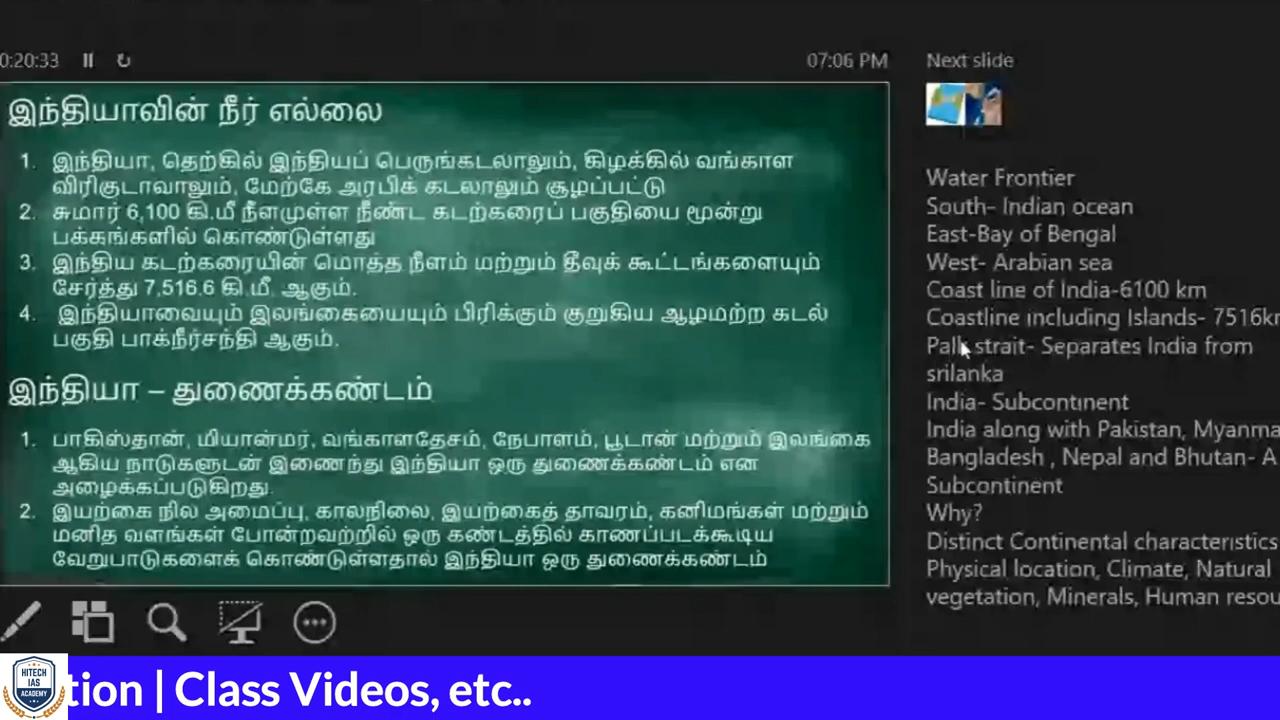 0:20:33
07:06 PM
Next slide
இந்தியாவின் நீர் எல்லை
1. இந்தியா, தெற்கில் இந்தியப் பெருங்கடலாலும், கிழக்கில் வங்காள
விரிகுடாவாலும், மேற்கே அரபிக் கடலாலும் சூழப்பட்டு
2. சுமார் 6,100 கி.மீ நீளமுள்ள நீண்ட கடற்கரைப் பகுதியை மூன்று
பக்கங்களில் கொண்டுள்ளது
3. இந்திய கடற்கரையின் மொத்த நீளம் மற்றும் தீவுக் கூட்டங்களையும்
சேர்த்து 7,516.6 கி.மீ. ஆகும்.
4. இந்தியாவையும் இலங்கையையும் பிரிக்கும் குறுகிய ஆழமற்ற கடல்
பகுதி பாக்நீர்சந்தி ஆகும்.
இந்தியா – துணைக்கண்டம்
1. பாகிஸ்தான், மியான்மர், வங்காளதேசம், நேபாளம், பூடான் மற்றும் இலங்கை
ஆகிய நாடுகளுடன் இணைந்து இந்தியா ஒரு துணைக்கண்டம் என
அழைக்கப்படுகிறது.
2. இயற்கை நில அமைப்பு, காலநிலை, இயற்கைத் தாவரம், கனிமங்கள் மற்றும்
மனித வளங்கள் போன்றவற்றில் ஒரு கண்டத்தில் காணப்படக்கூடிய
வேறுபாடுகளைக் கொண்டுள்ளதால் இந்தியா ஒரு துணைக்கண்டம்
Water Frontier
South- Indian ocean
East-Bay of Bengal
West- Arabian sea
Coast line of India-6100 km
Coastline including Islands- 7516k
Palk strait- Separates India from
srilanka
India- Subcontinent
India along with Pakistan, Myanma
Bangladesh , Nepal and Bhutan- A
Subcontinent
Why?
Distinct Continental characteristics
Physical location, Climate, Natural
vegetation, Minerals, Human resou
HITECH
IAS
ACADEMY
tion | Class Videos, etc..